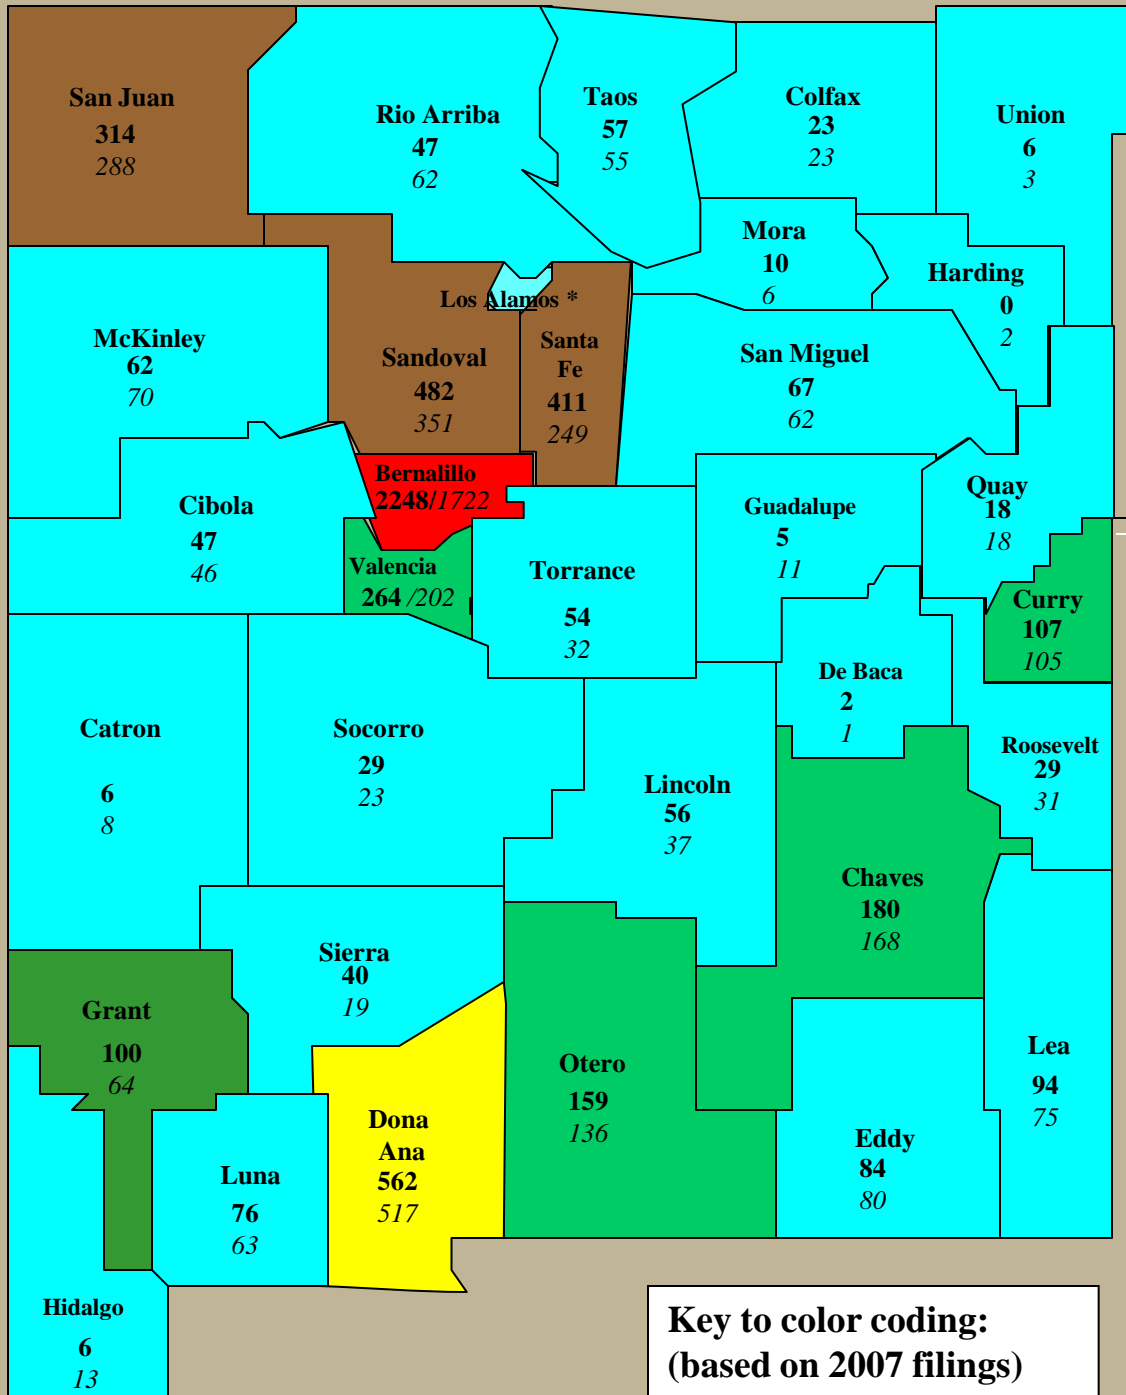 San Juan
314
288
Rio Arriba
47
62
Taos
57
55
Colfax
23
23
Union
6
3
Mora
10
6
Harding
0
2
Los Alamos *
McKinley
62
70
Sandoval
482
351
Santa
Fe
411
249
San Miguel
67
62
Bernalillo
2248/1722
Cibola
47
46
Valencia
264 /202
Torrance
54
32
Guadalupe
5
11
Quay
18
18
Curry
107
105
De Baca
2
1
Roosevelt
29
31
Catron
6
8
Socorro
29
23
Lincoln
56
37
Chaves
180
168
Sierra
40
19
Grant
100
64
Otero
159
136
Lea
94
75
Dona
Ana
562
517
Eddy
84
80
Luna
76
63
Hidalgo
6
13
Key to color coding:
(based on 2007 filings)